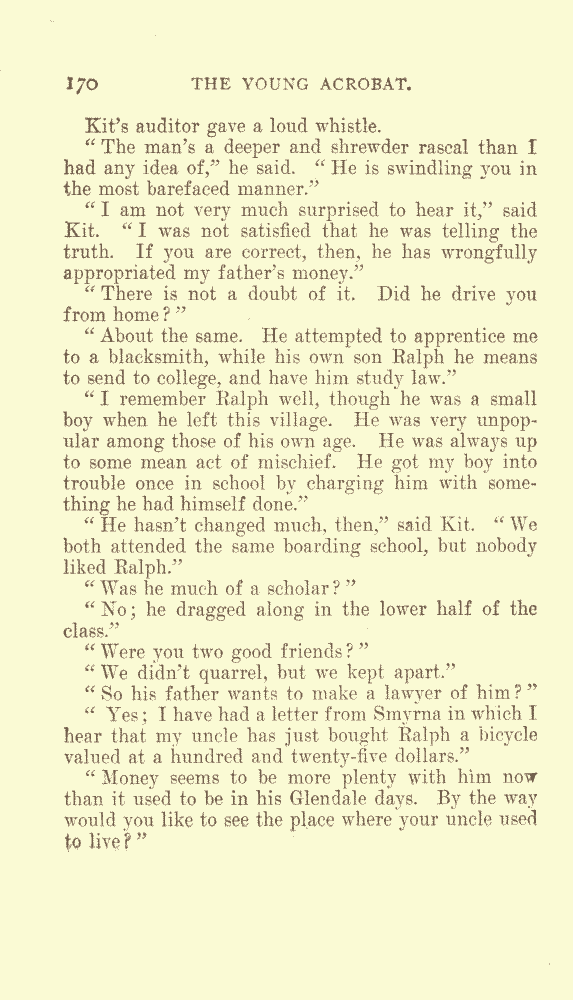 170 THE YOUNG ACROBAT.
Kit's auditor gave a loud whistle.
“The man's a deeper and shrewder rascal than I
had any idea of,” he said. “He is swindling you in
the most barefaced manner.”
“I am not very much surprised to hear it,” said
Kit. “I was not satisfied that he was telling the
truth. If you are correct, then, he has wrongfully
appropriated my father's money.”
“There is not a doubt of it. Did he drive you
from home?”
“About the same. He attempted to apprentice me
to a blacksmith, while his own son Ralph he means
to send to college, and have him study law.”
“I remember Ralph well, though he was a small
boy when he left this village. He was very unpop-
ular among those of his own age. He was always up
to some mean act of mischief. He got my boy into
trouble once in school by charging him with some-
thing he had himself done.”
“He hasn't changed much, then,” said Kit. “We
both attended the same boarding school, but nobody
liked Ralph.”
“Was he much of a scholar?”
“No; he dragged along in the lower half of the
class.”
“Were you two good friends?”
“We didn't quarrel, but we kept apart.”
“So his father wants to make a lawyer of him?”
“Yes; I have had a letter from Smyrna in which I
hear that my uncle has just bought Ralph a bicycle
valued at a hundred and twenty-five dollars.”
“Money seems to be more plenty with him now
than it used to be in his Glendale days. By the way
would you like to see the place where your uncle used
to live?”